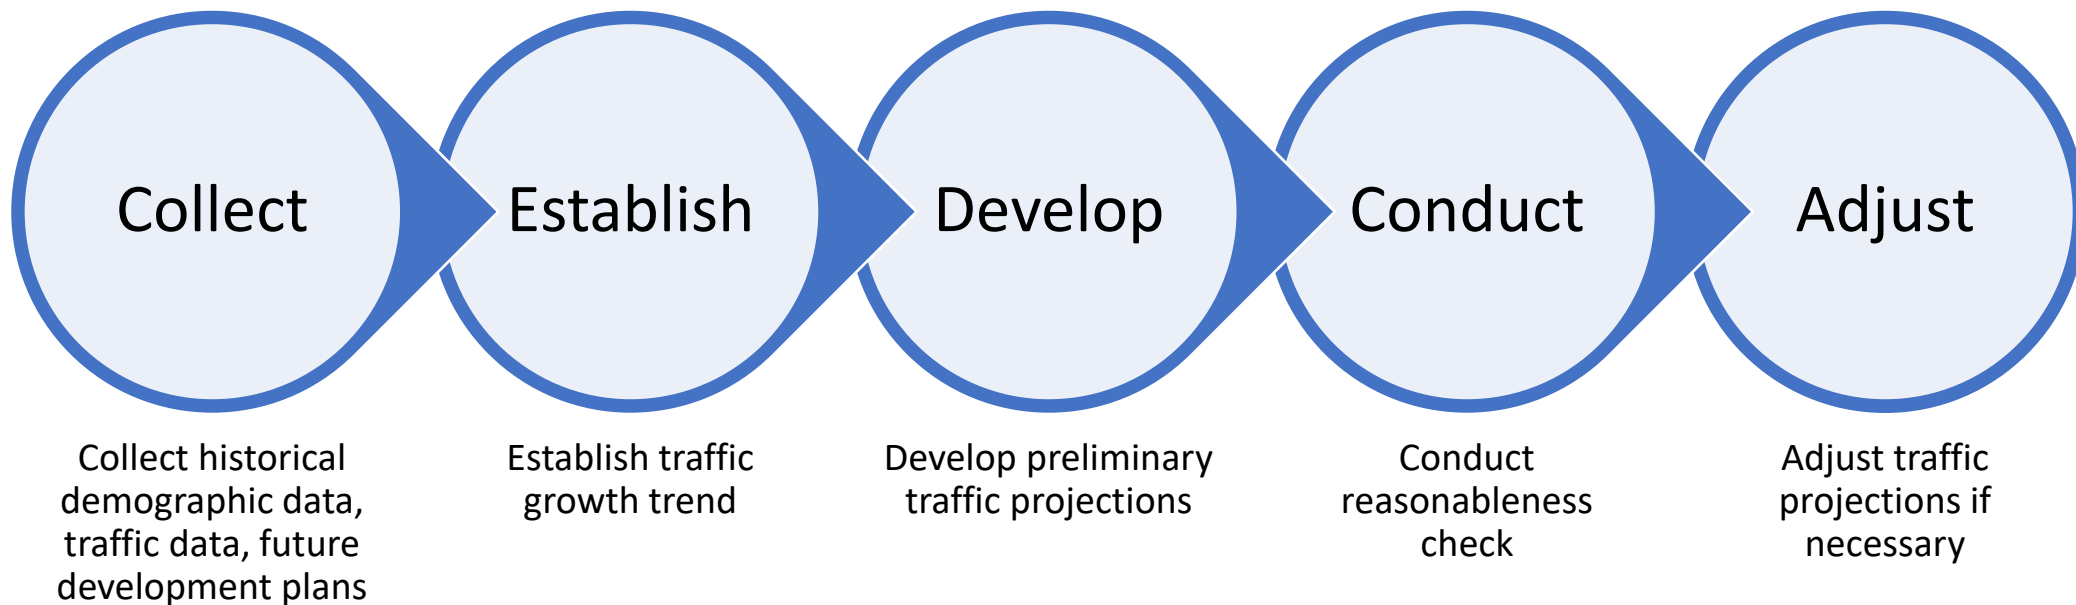 Collect
Establish
Develop
Conduct
Adjust
Collect historical
demographic data,
traffic data, future
development plans
Establish traffic
growth trend
Develop preliminary
traffic projections
Conduct
reasonableness
check
Adjust traffic
projections if
necessary